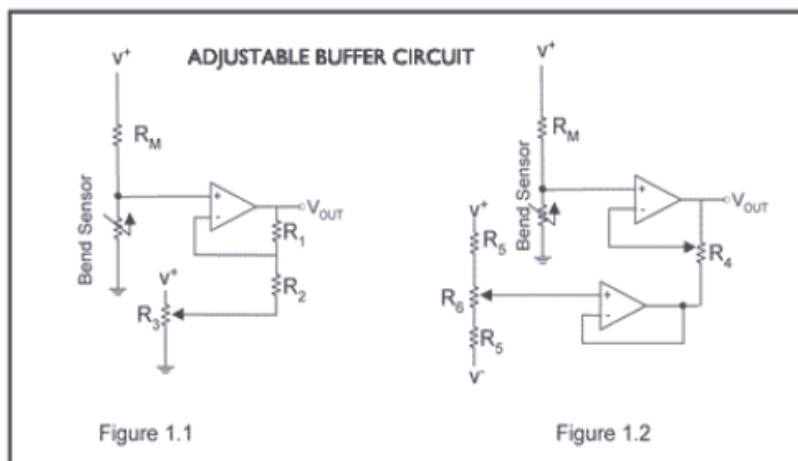 ADJUSTABLE BUFFER CIRCUIT
V+
RM
Bend Sensor
+
-
VOUT
R1
R2
V+
R3
Figure 1.1
V+
RM
Bend Sensor
+
-
VOUT
R4
V+
R5
R6
R5
V-
+
-
Figure 1.2